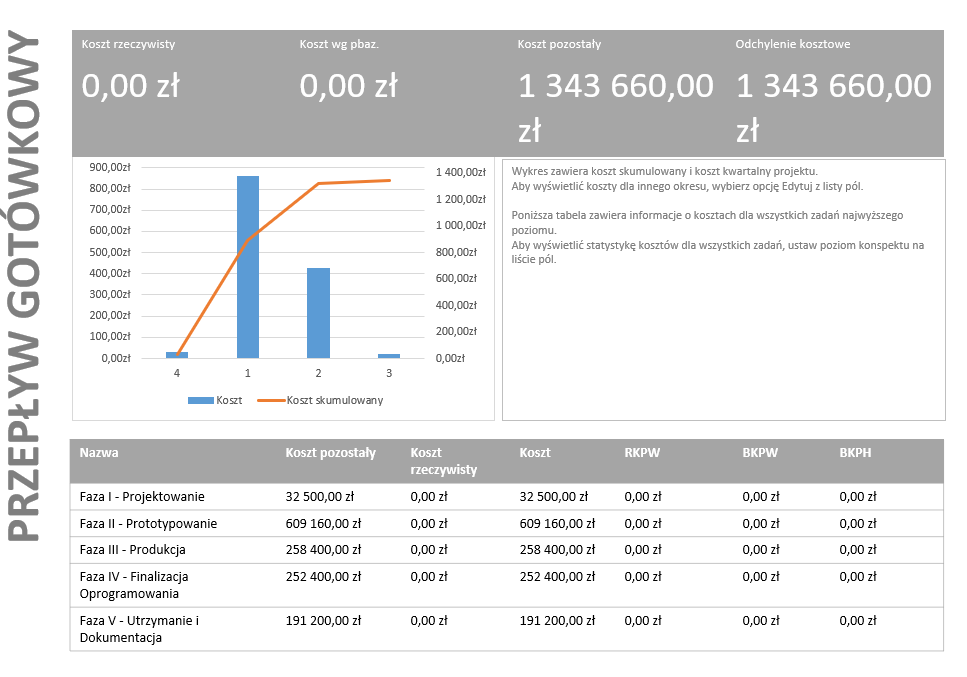 PRZEPŁYW GOTÓWKOWY
Koszt rzeczywisty
0,00 zł
Koszt wg pbaz.
0,00 zł
Koszt pozostały
1 343 660,00
zł
Odchylenie kosztowe
1 343 660,00
zł
900,00zł
800,00zł
700,00zł
600,00zł
500,00zł
400,00zł
300,00zł
200,00zł
100,00zł
0,00zł
1 400,00zł
1 200,00zł
1 000,00zł
800,00zł
600,00zł
400,00zł
200,00zł
0,00zł
4 1 2 3
Koszt Koszt skumulowany
Wykres zawiera koszt skumulowany i koszt kwartalny projektu.
Aby wyświetlić koszty dla innego okresu, wybierz opcję Edytuj z listy pól.
Poniższa tabela zawiera informacje o kosztach dla wszystkich zadań najwyższego
poziomu.
Aby wyświetlić statystykę kosztów dla wszystkich zadań, ustaw poziom konspektu na
liście pól.
Nazwa Koszt pozostały Koszt rzeczywisty Koszt RKPW BKPW BKPH
Faza I - Projektowanie 32 500,00 zł 0,00 zł 32 500,00 zł 0,00 zł 0,00 zł 0,00 zł
Faza II - Prototypowanie 609 160,00 zł 0,00 zł 609 160,00 zł 0,00 zł 0,00 zł 0,00 zł
Faza III - Produkcja 258 400,00 zł 0,00 zł 258 400,00 zł 0,00 zł 0,00 zł 0,00 zł
Faza IV - Finalizacja 252 400,00 zł 0,00 zł 252 400,00 zł 0,00 zł 0,00 zł 0,00 zł
Oprogramowania
Faza V - Utrzymanie i 191 200,00 zł 0,00 zł 191 200,00 zł 0,00 zł 0,00 zł 0,00 zł
Dokumentacja